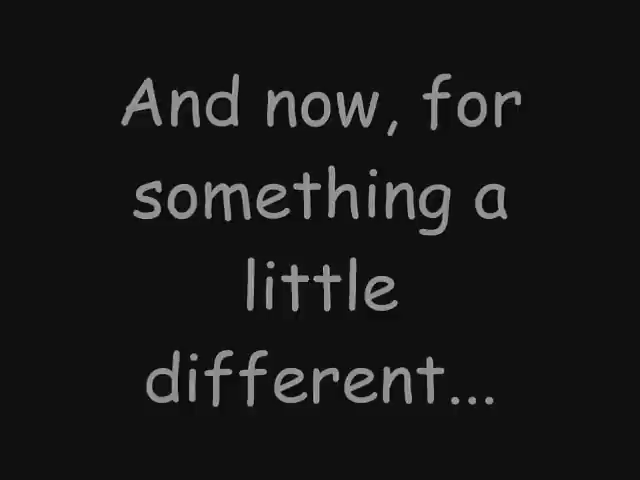 And now, for
something a
little
different...